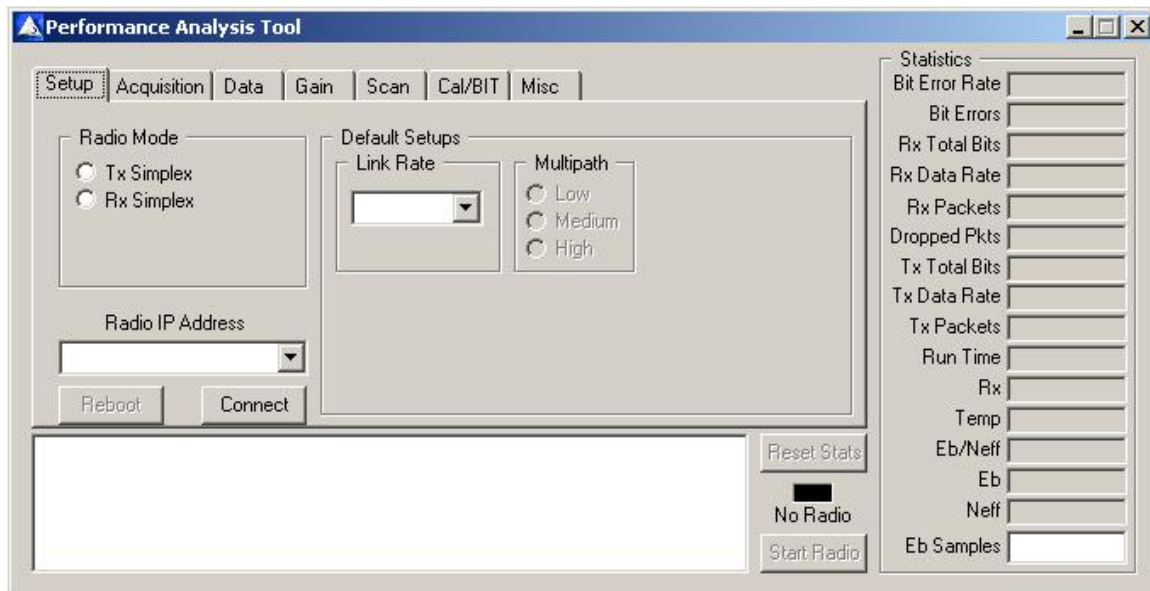 Performance Analysis Tool
Setup
Acquisition
Data
Gain
Scan
Cal/BIT
Misc
Radio Mode
Tx Simplex
Rx Simplex
Radio IP Address
Reboot
Connect
Default Setups
Link Rate
Multipath
Low
Medium
High
Reset Stats
No Radio
Start Radio
Statistics
Bit Error Rate
Bit Errors
Rx Total Bits
Rx Data Rate
Rx Packets
Dropped Pkts
Tx Total Bits
Tx Data Rate
Tx Packets
Run Time
Rx
Temp
Eb/Neff
Eb
Neff
Eb Samples